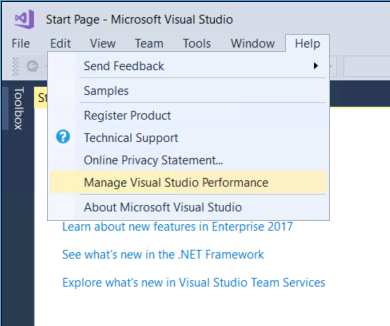 Start Page - Microsoft Visual Studio
File Edit View Team Tools Window Help
Send Feedback
Samples
Register Product
Technical Support
Online Privacy Statement...
Manage Visual Studio Performance
About Microsoft Visual Studio
Toolbox
Learn about new features in Enterprise 2017
See what's new in the .NET Framework
Explore what's new in Visual Studio Team Services